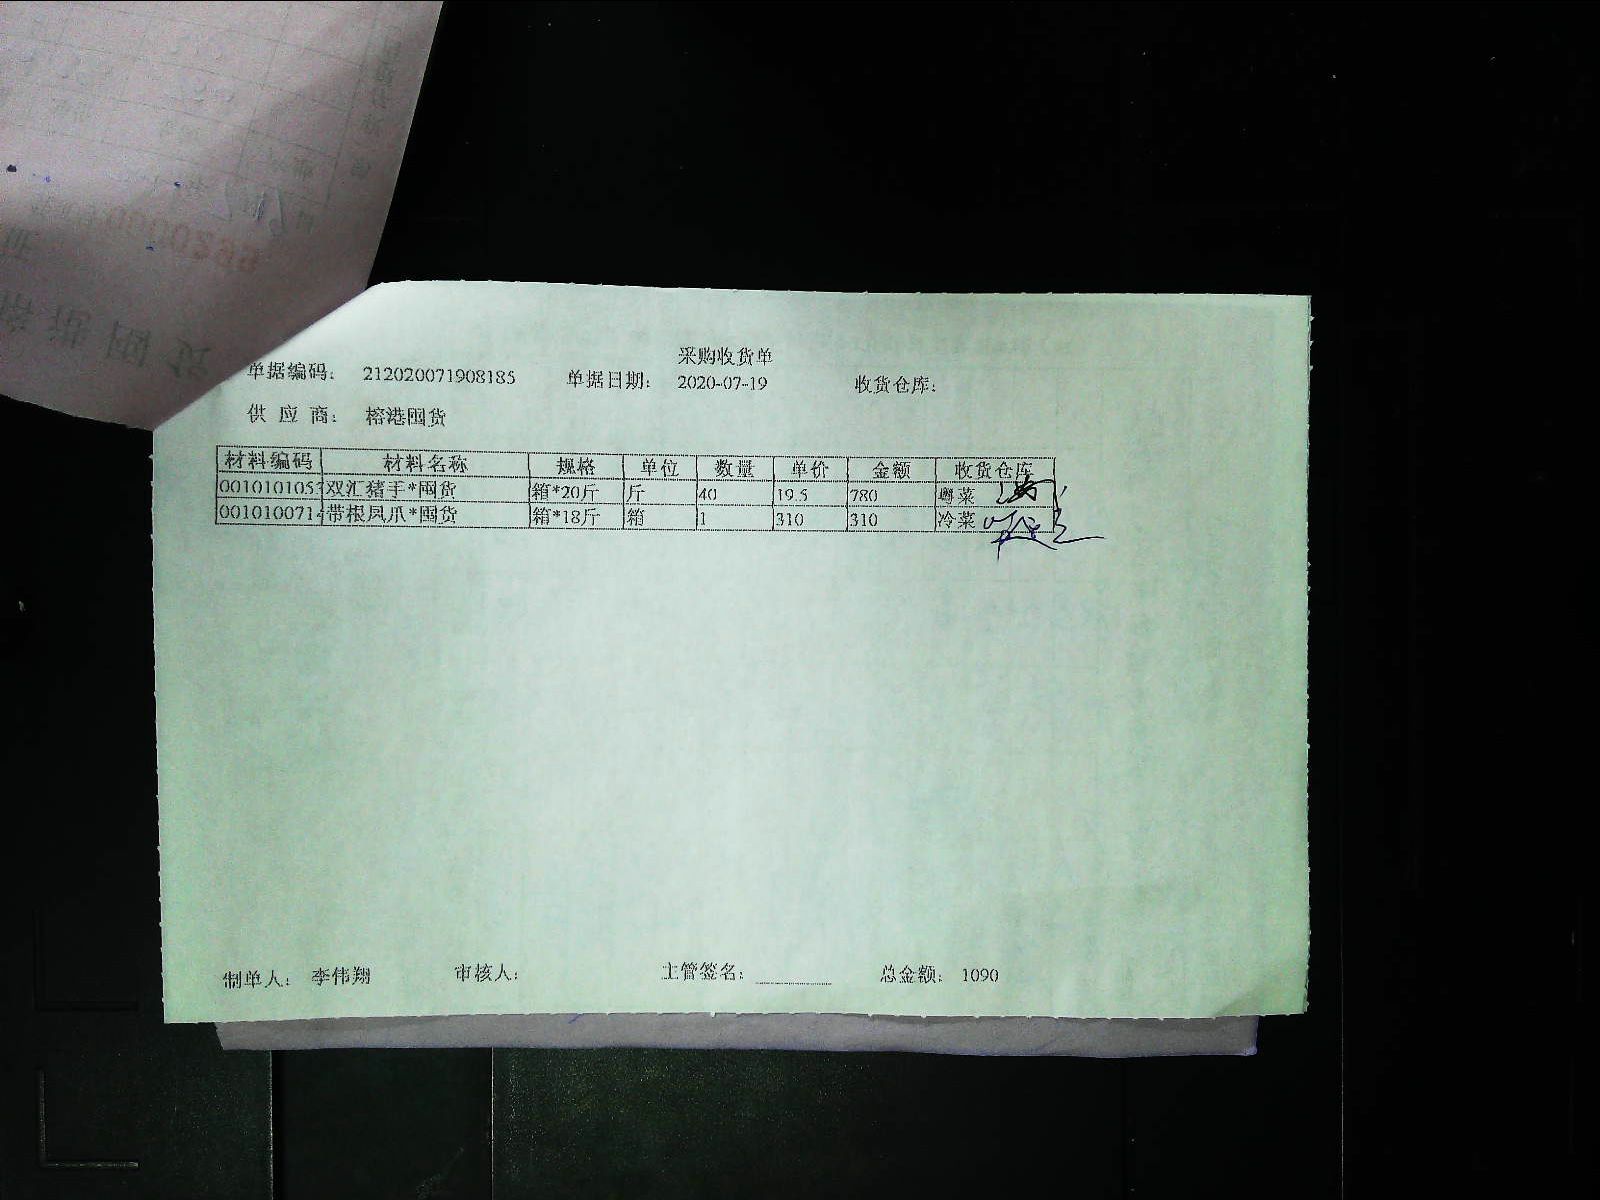 采购收货单
单据编码: 212020071908185 单据日期: 2020-07-19 收货仓库:
供应商: 榕港囤货
材料编码 材料名称 规格 单位 数量 单价 金额 收货仓库
001010105 双汇猪手*囤货 箱*20斤 斤 40 19.5 780 粤菜
001010071 带根凤爪*囤货 箱*18斤 箱 1 310 310 冷菜
制单人: 李伟翔 审核人: 主管签名: 总金额: 1090